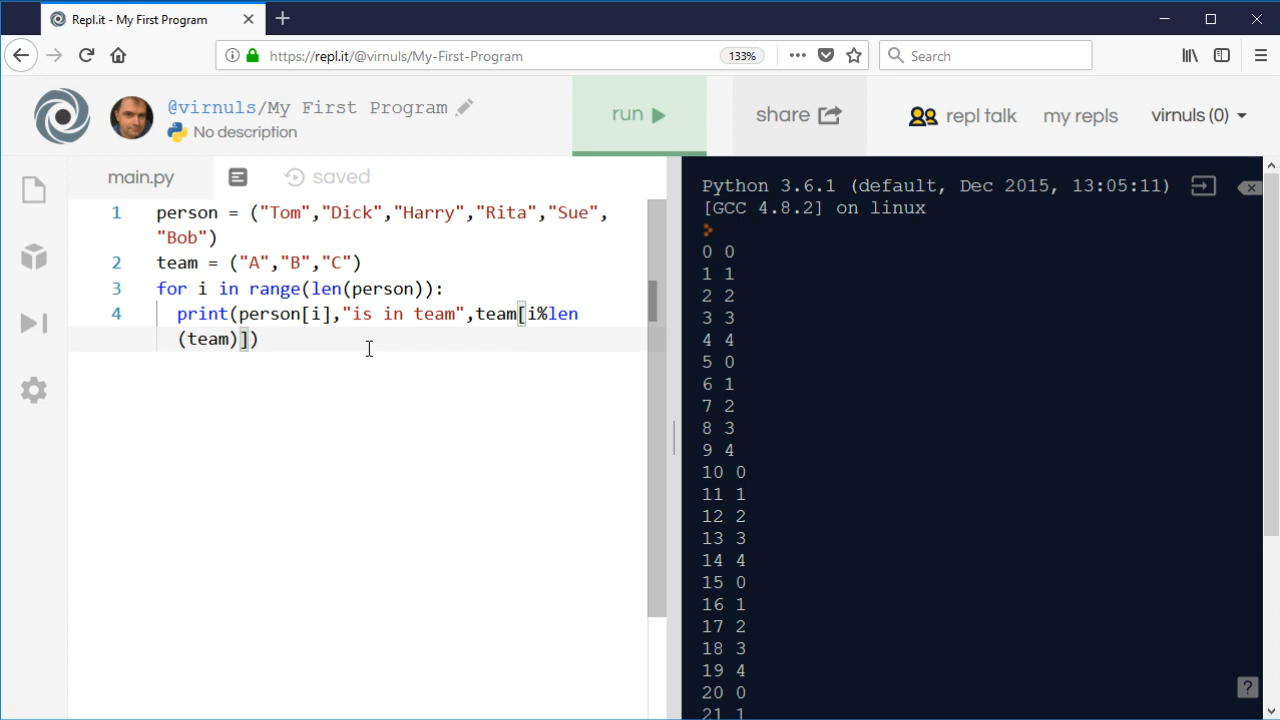 Repl.it - My First Program
https://repl.it/@virnuls/My-First-Program
133%
Search
@virnuls/My First Program
No description
run
share
repl talk
my repls
virnuls (0)
main.py
saved
1 person = ("Tom","Dick","Harry","Rita","Sue",
"Bob")
2 team = ("A","B","C")
3 for i in range(len(person)):
4 print(person[i],"is in team",team[i%len
(team)])
Python 3.6.1 (default, Dec 2015, 13:05:11)
[GCC 4.8.2] on linux
0 0
1 1
2 2
3 3
4 4
5 0
6 1
7 2
8 3
9 4
10 0
11 1
12 2
13 3
14 4
15 0
16 1
17 2
18 3
19 4
20 0
21 1
?